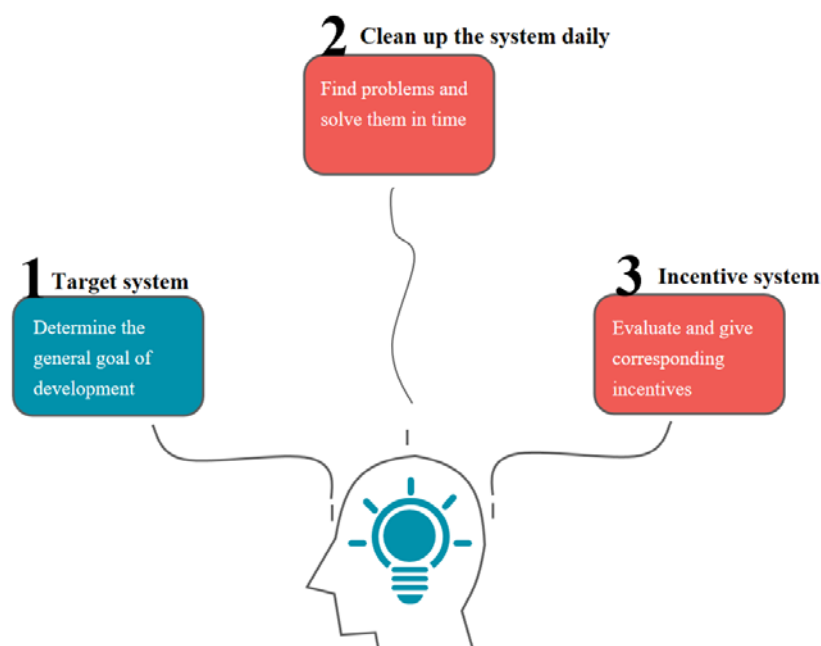 1 Target system
Determine the
general goal of
development
2 Clean up the system daily
Find problems and
solve them in time
3 Incentive system
Evaluate and give
corresponding
incentives